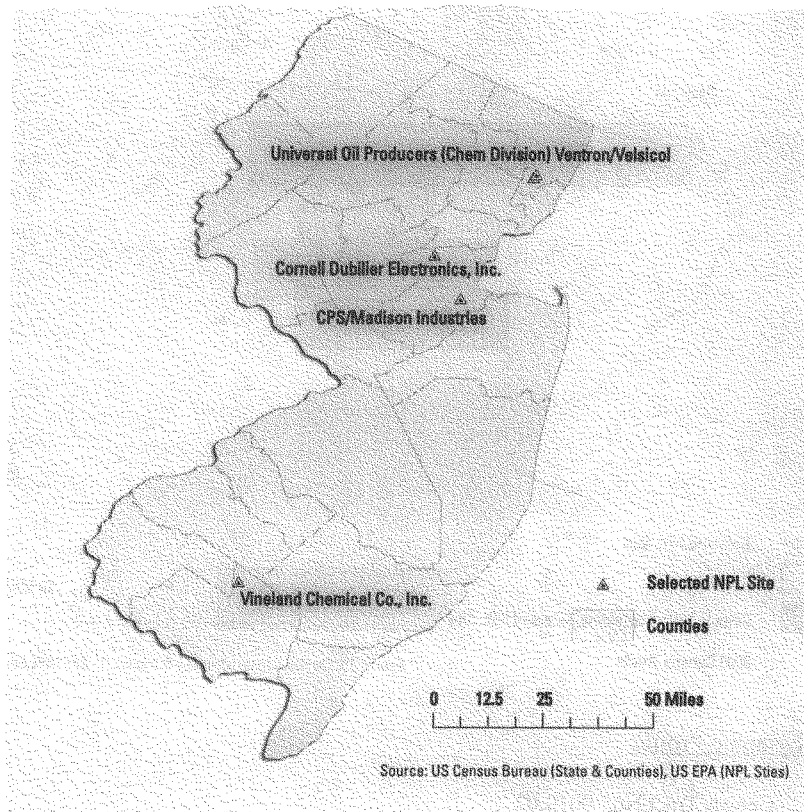 Universal Oil Producers (Chem Division) Ventron/Velsicol
Cornell Dubilier Electronics, Inc.
CPS/Madison Industries
Vineland Chemical Co., Inc.
Selected NPL Site
Counties
0 12.5 25 50 Miles
Source: US Census Bureau (State & Counties), US EPA (NPL Sties)